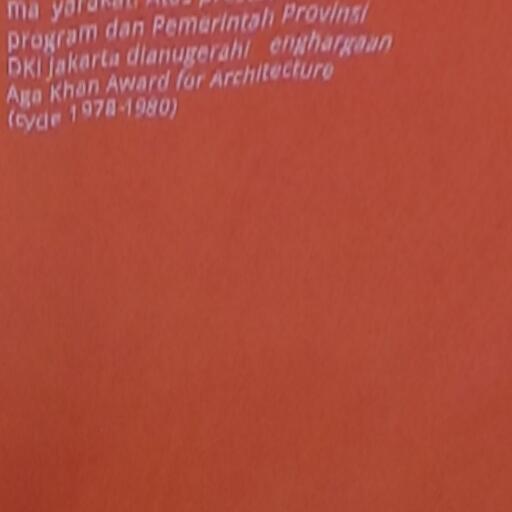 program dan Pemerintah Provinsi
DKI Jakarta dianugerahi enghargaan
Aga Khan Award for Architecture
(cycle 1978-1980)